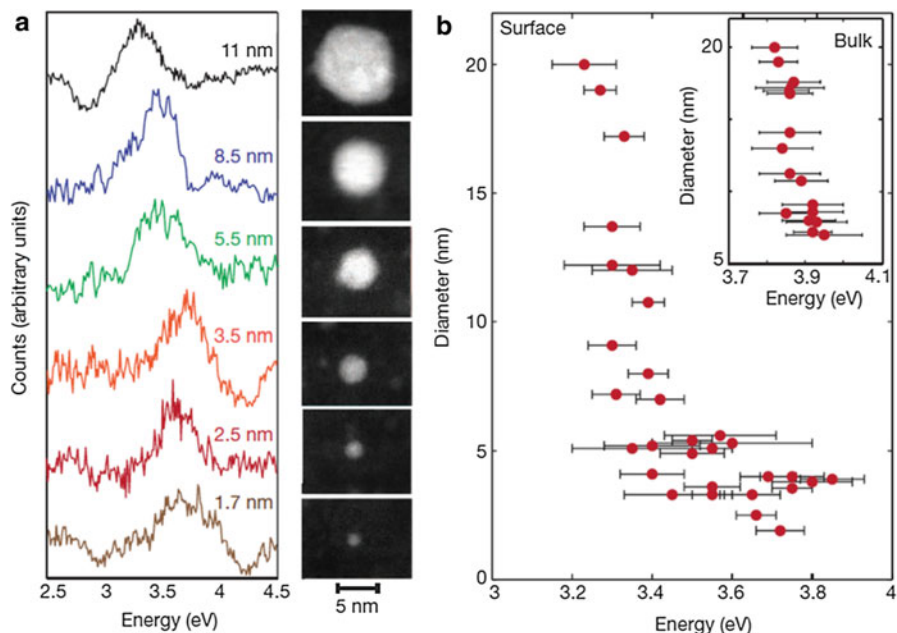 a
11 nm
8.5 nm
5.5 nm
3.5 nm
2.5 nm
1.7 nm
Counts (arbitrary units)
2.5 3 3.5 4 4.5
Energy (eV)
5 nm
b
Surface
20
15
10
5
0
Diameter (nm)
3 3.2 3.4 3.6 3.8 4
Energy (eV)
Bulk
20
5
Diameter (nm)
3.7 3.9 4.1
Energy (eV)